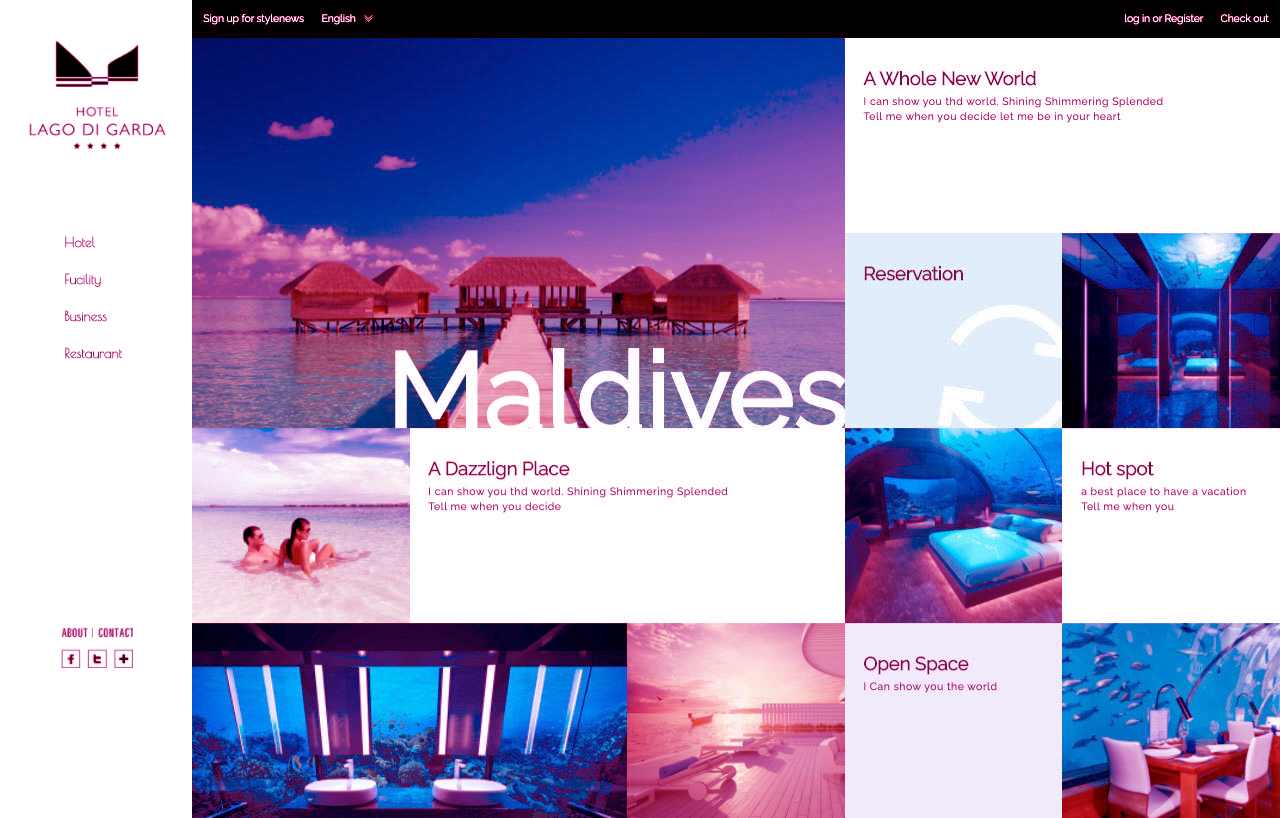 Sign up for stylenews English
log in or Register Check out
HOTEL
LAGO DI GARDA
Hotel
Fucility
Business
Restaurant
ABOUT | CONTACT
Maldives
A Whole New World
I can show you thd world. Shining Shimmering Splended
Tell me when you decide let me be in your heart
Reservation
A Dazzlign Place
I can show you thd world. Shining Shimmering Splended
Tell me when you decide
Hot spot
a best place to have a vacation
Tell me when you
Open Space
I Can show you the world